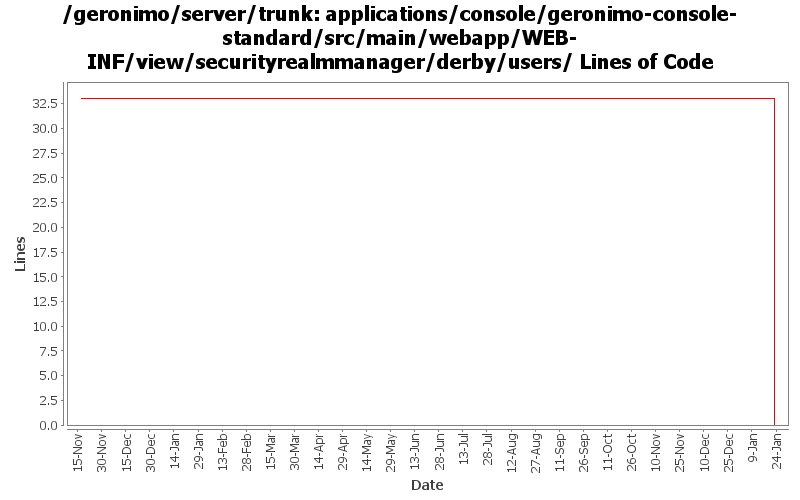 /geronimo/server/trunk: applications/console/geronimo-console-
standard/src/main/webapp/WEB-
INF/view/securityrealmmanager/derby/users/ Lines of Code
32.5
30.0
27.5
25.0
22.5
20.0
17.5
15.0
12.5
10.0
7.5
5.0
2.5
0.0
Lines
15-Nov
30-Nov
15-Dec
30-Dec
14-Jan
29-Jan
13-Feb
28-Feb
15-Mar
30-Mar
14-Apr
29-Apr
14-May
29-May
13-Jun
28-Jun
13-Jul
28-Jul
12-Aug
27-Aug
11-Sep
26-Sep
11-Oct
26-Oct
10-Nov
25-Nov
10-Dec
25-Dec
9-Jan
24-Jan
Date